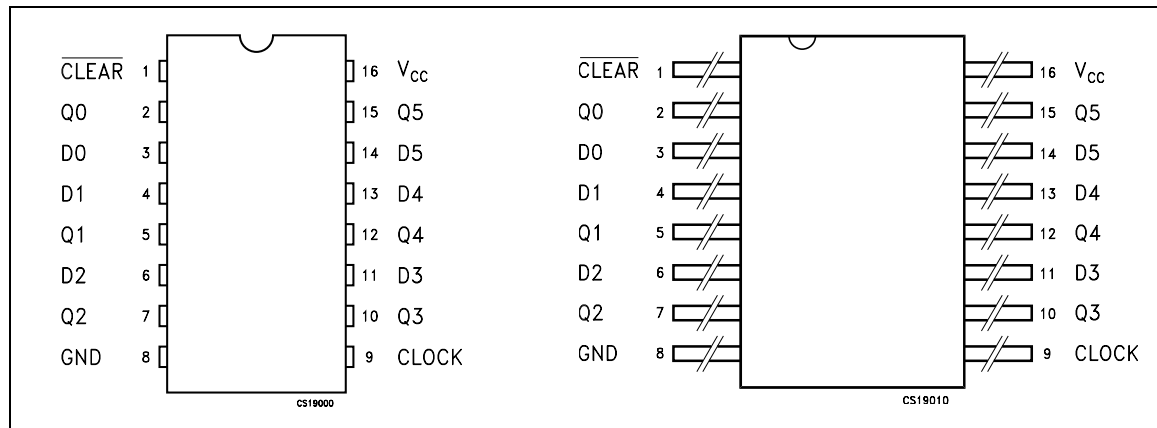 CLEAR 1 16 VCC
Q0 2 15 Q5
D0 3 14 D5
D1 4 13 D4
Q1 5 12 Q4
D2 6 11 D3
Q2 7 10 Q3
GND 8 9 CLOCK
CS19000
CLEAR 1 16 VCC
Q0 2 15 Q5
D0 3 14 D5
D1 4 13 D4
Q1 5 12 Q4
D2 6 11 D3
Q2 7 10 Q3
GND 8 9 CLOCK
CS19010